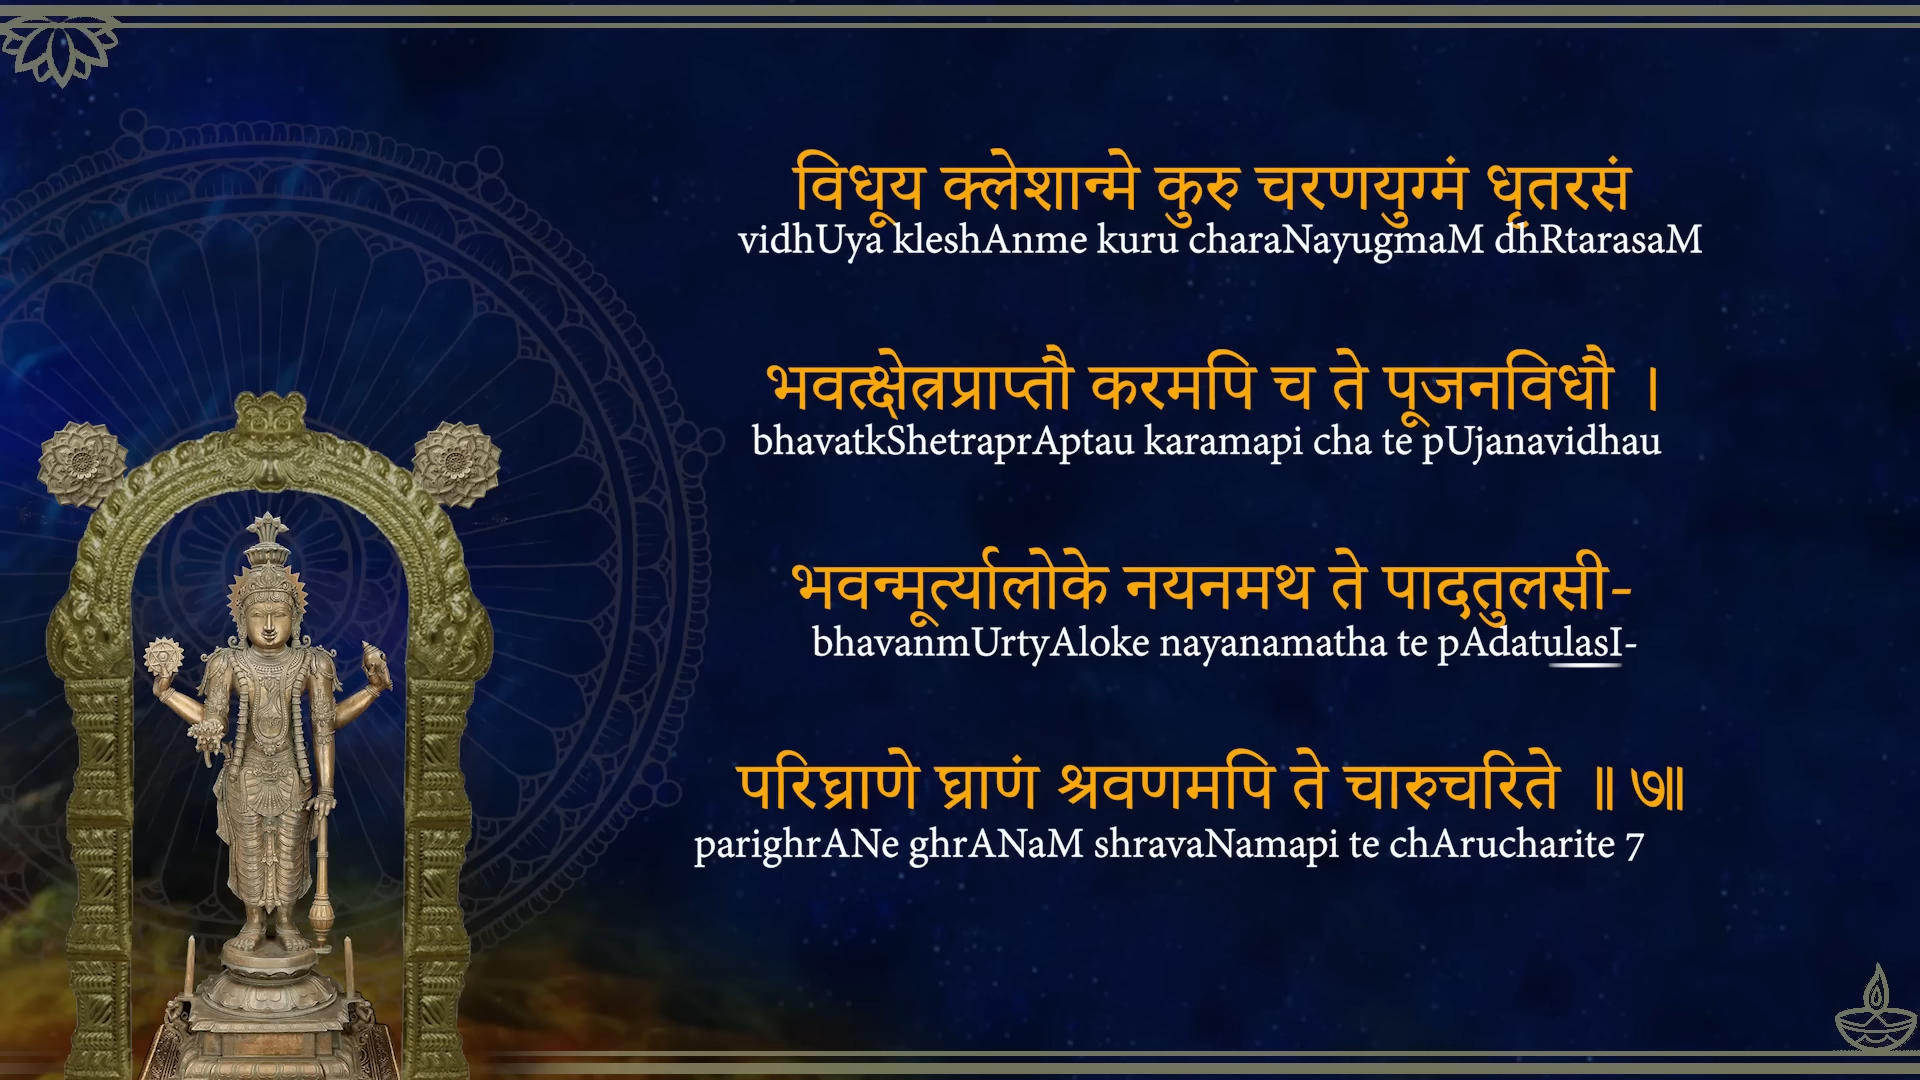 विधूय क्लेशान्मे कुरु चरणयुग्मं धृतरसं
vidhUya kleshAnme kuru charaNayugmaM dhRtarasaM
भवत्क्षेत्रप्राप्तौ करमपि च ते पूजनविधौ ।
bhavatkShetraprAptau karamapi cha te pUjanavidhau
भवन्मूर्त्यालोके नयनमथ ते पादतुलसी-
bhavanmUrtyAloke nayanamatha te pAdatulasI-
परिघ्राणे घ्राणं श्रवणमपि ते चारुचरिते ॥ ७॥
parighrANe ghrANaM shravaNamapi te chArucharite 7